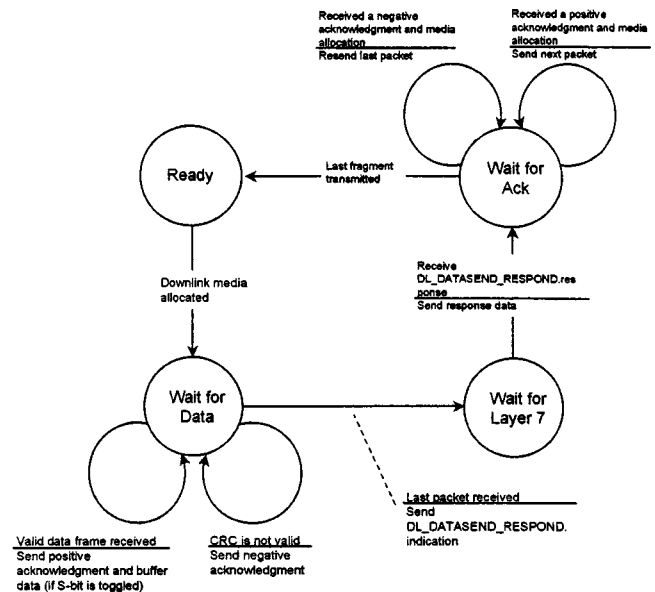 Received a negative
acknowledgment and media
allocation
Resend last packet
Received a positive
acknowledgment and media
allocation
Send next packet
Ready
Last fragment
transmitted
Wait for
Ack
Downlink media
allocated
Receive
DL_DATASEND_RESPOND.res
ponse
Send response data
Wait for
Data
Wait for
Layer 7
Valid data frame received
Send positive
acknowledgment and buffer
data (if S-bit is toggled)
CRC is not valid
Send negative
acknowledgment
Last packet received
Send
DL_DATASEND_RESPOND.
indication